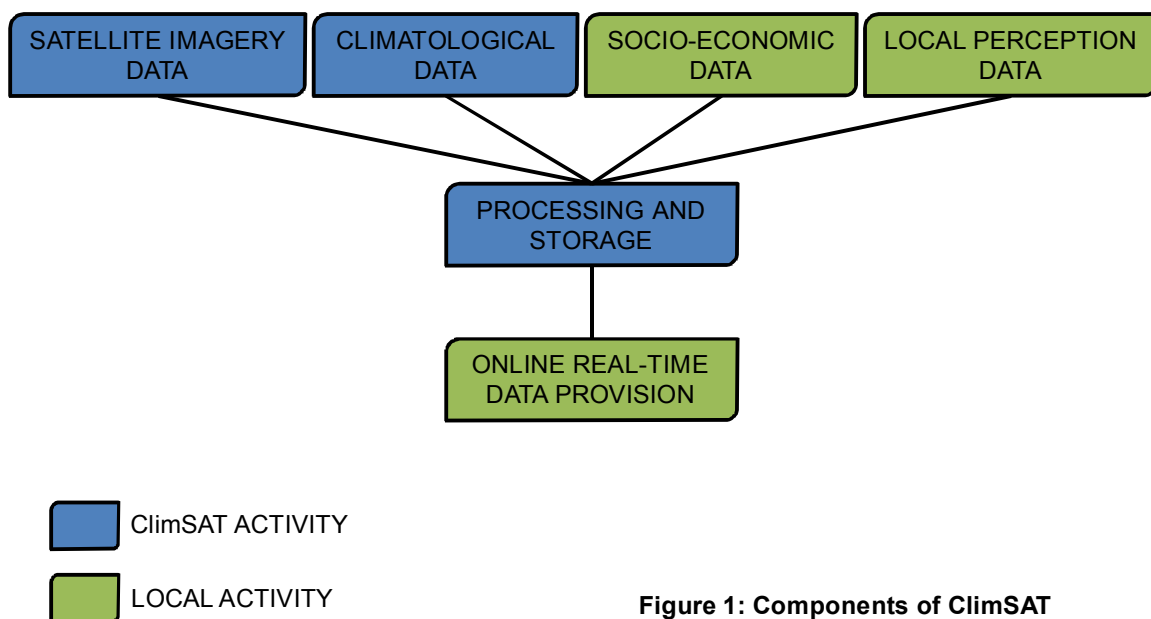 SATELLITE IMAGERY
DATA
CLIMATOLOGICAL
DATA
SOCIO-ECONOMIC
DATA
LOCAL PERCEPTION
DATA
PROCESSING AND
STORAGE
ONLINE REAL-TIME
DATA PROVISION
ClimSAT ACTIVITY
LOCAL ACTIVITY
Figure 1: Components of ClimSAT